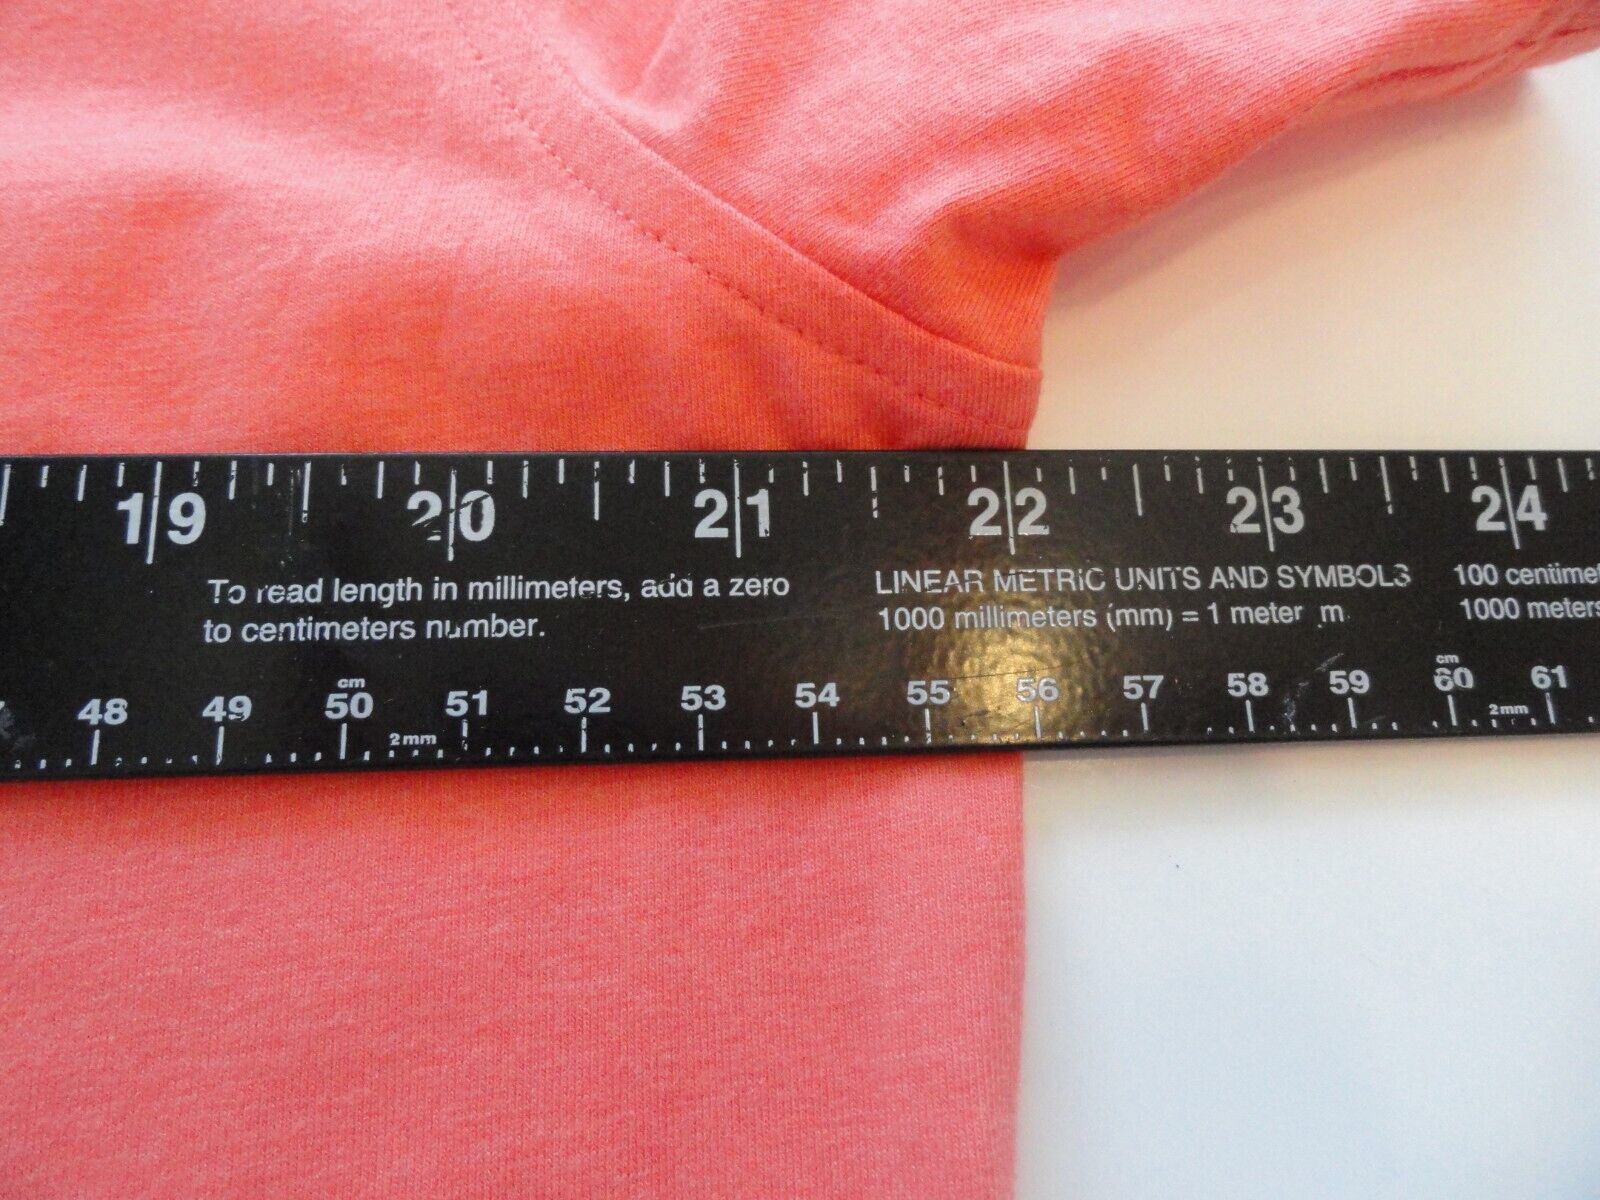 19 20 21 22 23 24
To read length in millimeters, add a zero
to centimeters number.
LINEAR METRIC UNITS AND SYMBOLS
1000 millimeters (mm) = 1 meter m
100
1000 meters
cm cm
48 49 50 51 52 53 54 55 56 57 58 59 60 61
2mm 2mm